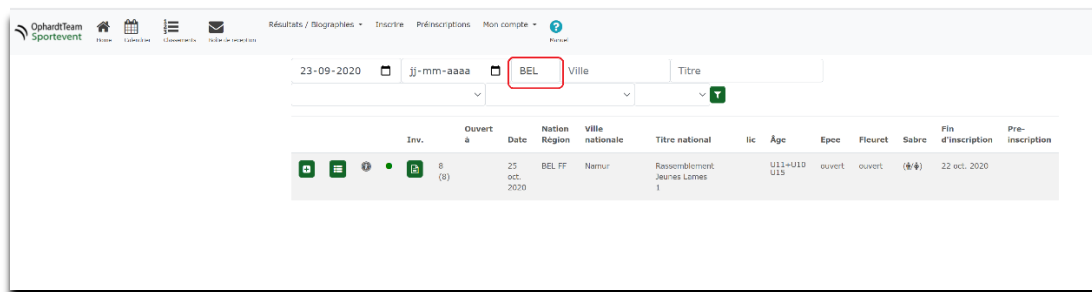 OphardtTeam
Sportevent
Home
Calendrier
Classements
Boîte de réception
Résultats / Biographies
Inscrire
Préinscriptions
Mon compte
Manuel
23-09-2020
jj-mm-aaaa
BEL
Ville
Titre
Inv.
Ouvert
à
Date
Nation
Région
Ville
nationale
Titre national
lic
Âge
Epee
Fleuret
Sabre
Fin
d'inscription
Pre-
inscription
8
(8)
25
oct.
2020
BEL FF
Namur
Rassemblement
Jeunes Lames
1
U11+U10
U15
ouvert
ouvert
22 oct. 2020